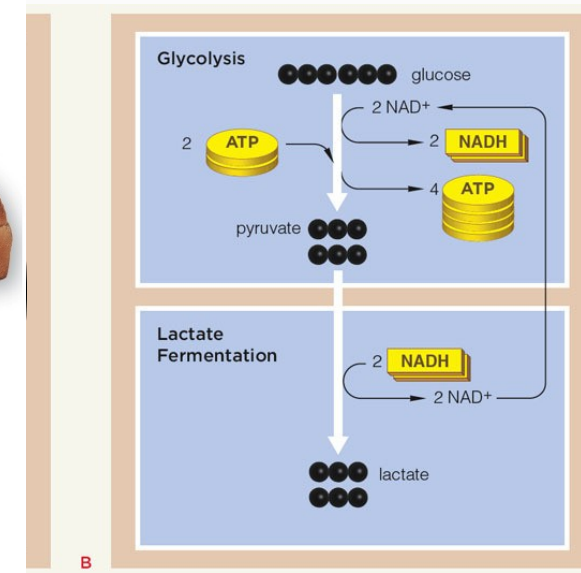 Glycolysis
glucose
2 NAD+
2 ATP
2 NADH
4 ATP
pyruvate
Lactate
Fermentation
2 NADH
2 NAD+
lactate
B